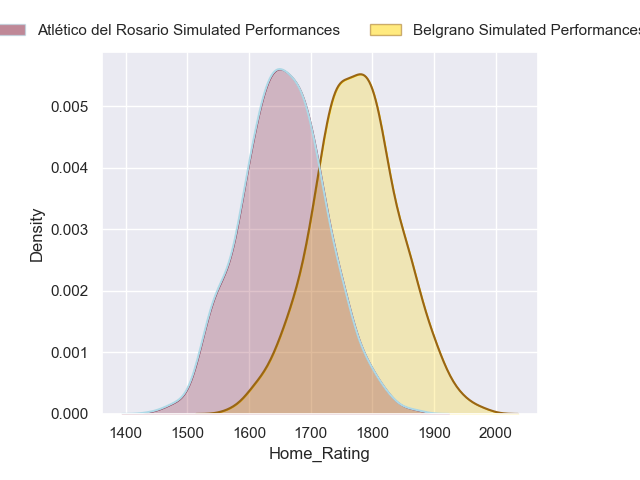 Atlético del Rosario Simulated Performances
Belgrano Simulated Performances
0.005
0.004
0.003
0.002
0.001
0.000
Density
1400 1500 1600 1700 1800 1900 2000
Home_Rating